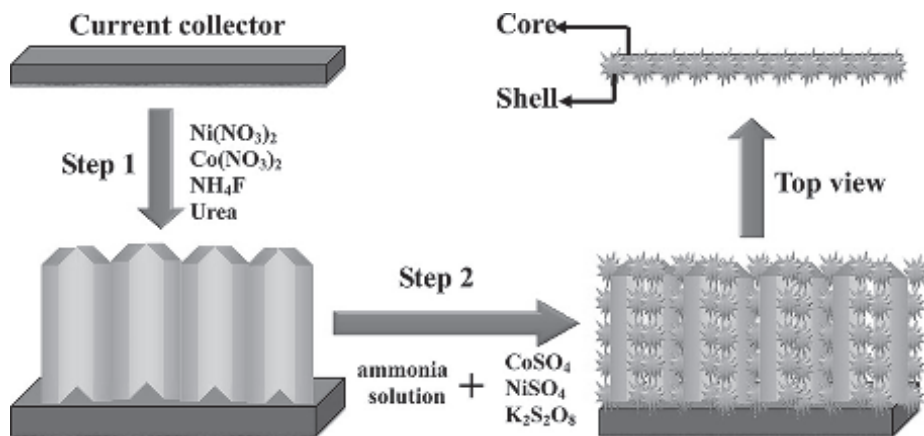 Current collector
Step 1
Ni(NO₃)₂
Co(NO₃)₂
NH₄F
Urea
Step 2
ammonia
solution
+
CoSO₄
NiSO₄
K₂S₂O₈
Core
Shell
Top view